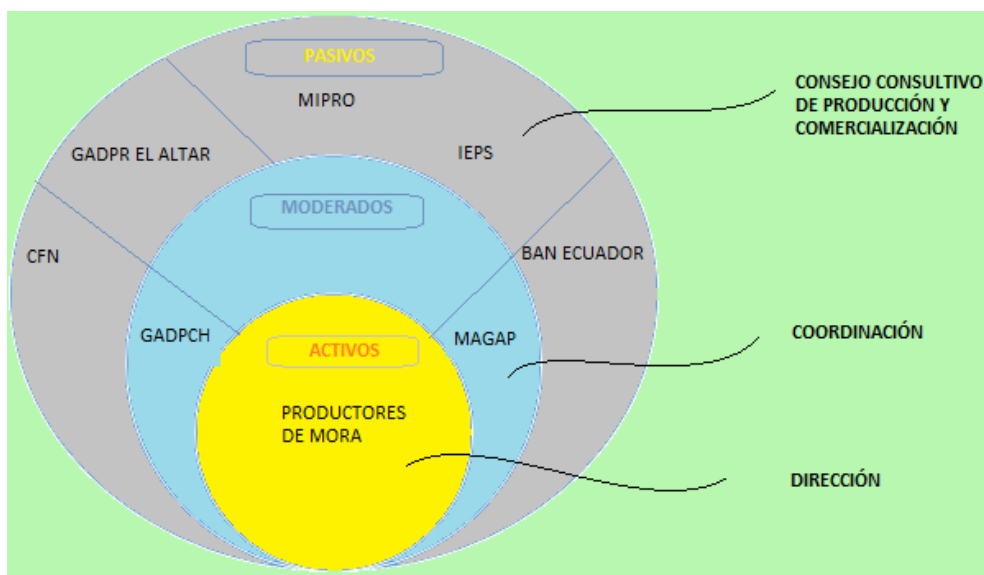 PASIVOS
MIPRO
CONSEJO CONSULTIVO
DE PRODUCCIÓN Y
COMERCIALIZACIÓN
GADPR EL ALTAR
IEPS
MODERADOS
CFN
BAN ECUADOR
GADPCH
MAGAP
COORDINACIÓN
ACTIVOS
PRODUCTORES
DE MORA
DIRECCIÓN